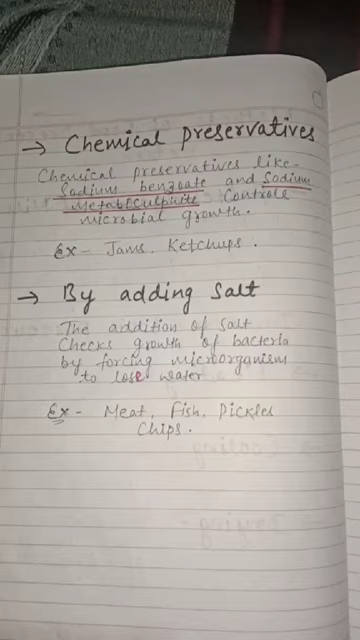 → Chemical preservatives
Chemical preservatives like-
Sodium benzoate and Sodium
Metabisulphite Controls
microbial growth.
Ex- Jams, Ketchups.
→ By adding Salt
The addition of salt
Checks growth of bacteria
by forcing microorganism
to lose water
Ex - Meat, Fish, Pickles
Chips.